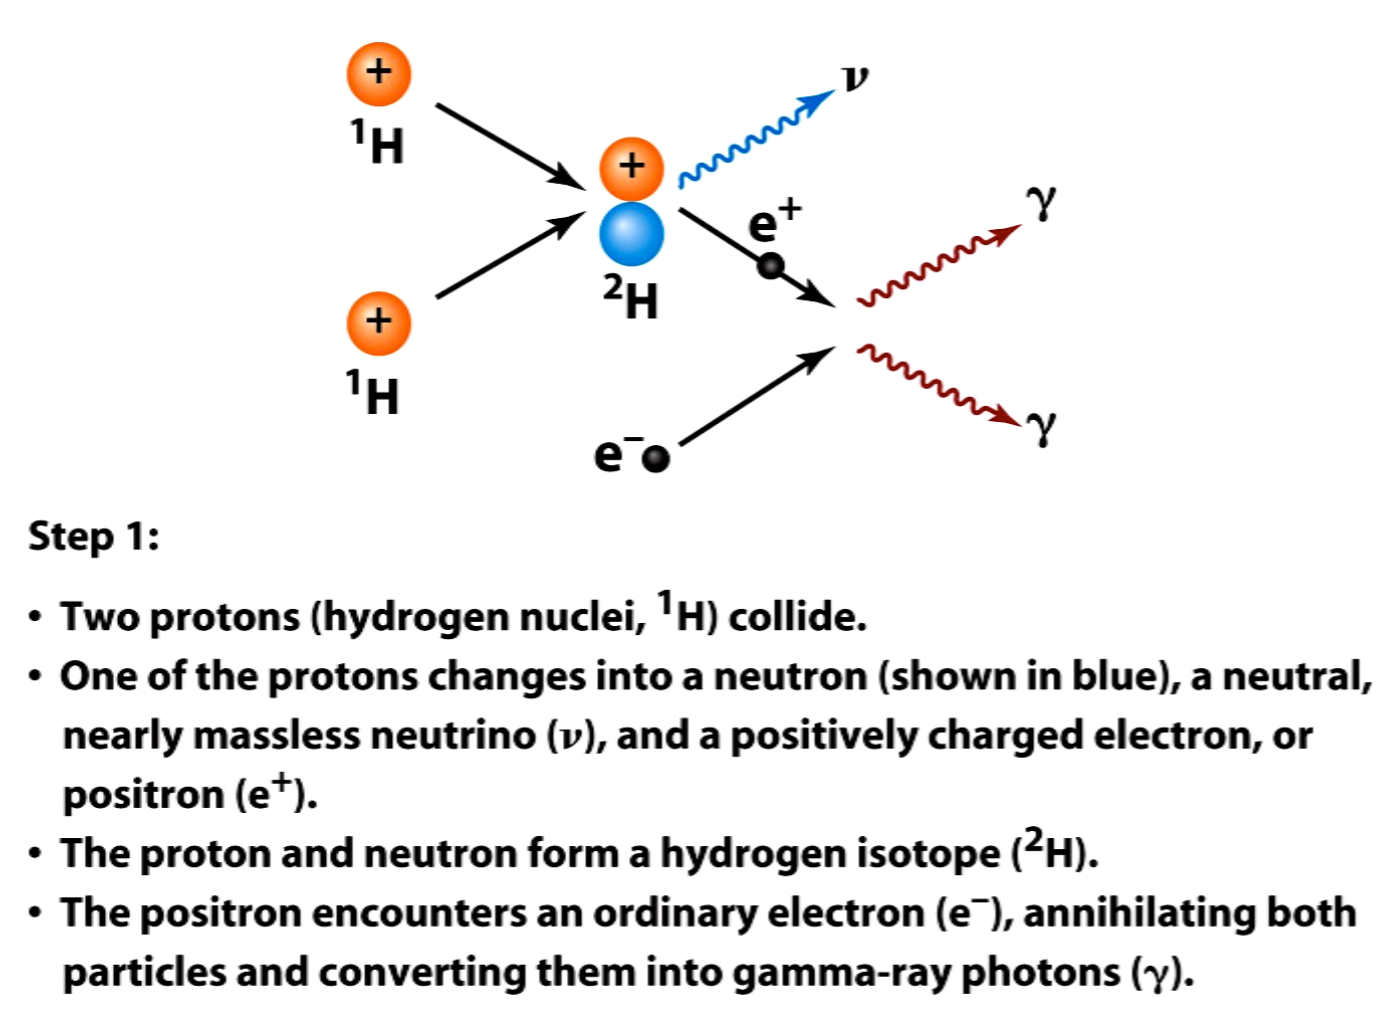 +
¹H
+
¹H
+
²H
ν
e⁺
e⁻
γ
γ
Step 1:
• Two protons (hydrogen nuclei, ¹H) collide.
• One of the protons changes into a neutron (shown in blue), a neutral,
nearly massless neutrino (ν), and a positively charged electron, or
positron (e⁺).
• The proton and neutron form a hydrogen isotope (²H).
• The positron encounters an ordinary electron (e⁻), annihilating both
particles and converting them into gamma-ray photons (γ).